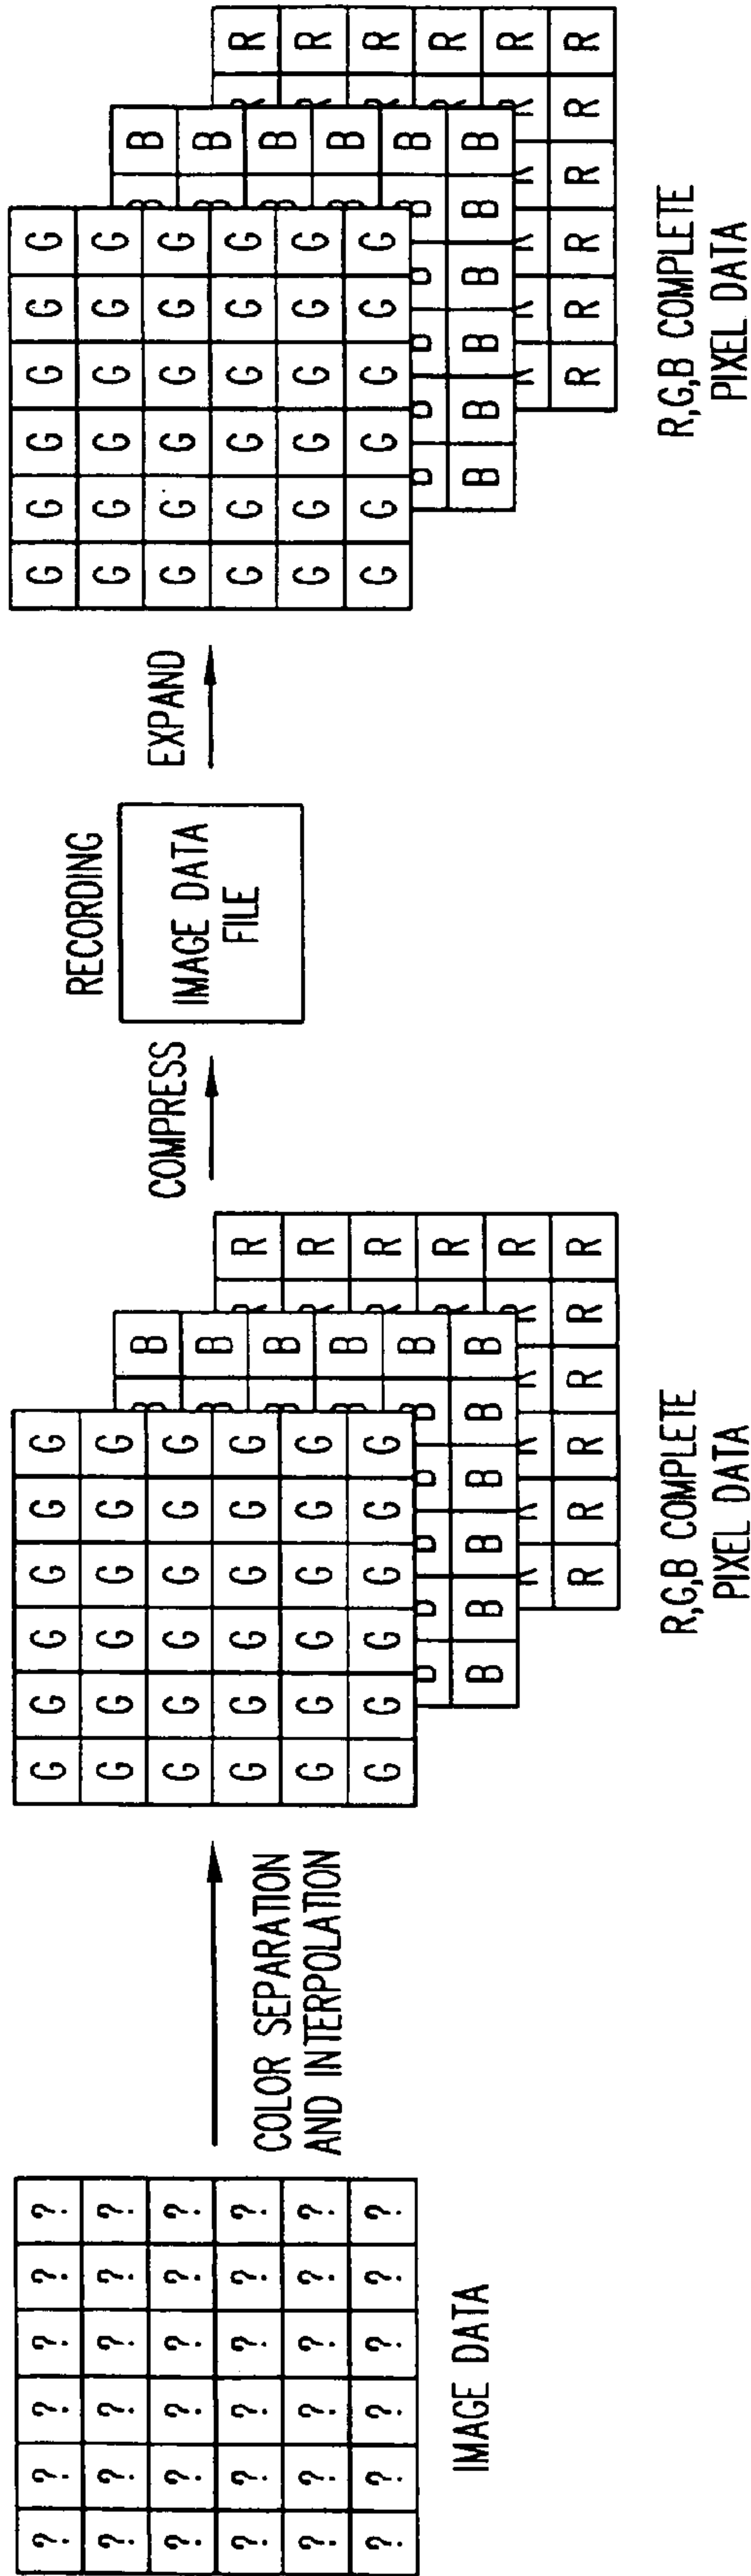 ? ? ? ? ? ?
? ? ? ? ? ?
? ? ? ? ? ?
? ? ? ? ? ?
? ? ? ? ? ?
? ? ? ? ? ?
IMAGE DATA
COLOR SEPARATION
AND INTERPOLATION
G G G G G G
G G G G G G
G G G G G G
G G G G G G
G G G G G G
G G G G G G
B
B
B
B
B
B B B B B B
R
R
R
R
R
R R R R R R
R,G,B COMPLETE
PIXEL DATA
COMPRESS
RECORDING
IMAGE DATA
FILE
EXPAND
G G G G G G
G G G G G G
G G G G G G
G G G G G G
G G G G G G
G G G G G G
B
B
B
B
B
B B B B B B
R
R
R
R
R
R R R R R R
R,G,B COMPLETE
PIXEL DATA